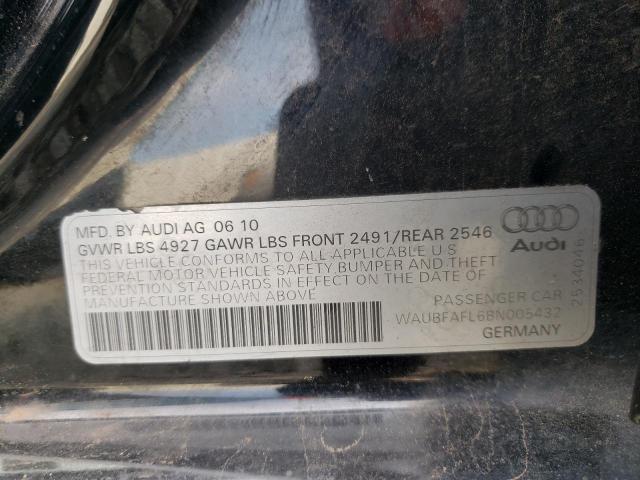 MFD. BY AUDI AG 06 10
GVWR LBS 4927 GAWR LBS FRONT 2491/REAR 2546
THIS VEHICLE CONFORMS TO ALL APPLICABLE U S
FEDERAL MOTOR VEHICLE SAFETY, BUMPER AND THEFT
PREVENTION STANDARDS IN EFFECT ON THE DATE OF
MANUFACTURE SHOWN ABOVE
PASSENGER CAR
WAUBFAFL6BN005432
GERMANY
Audi
2534046